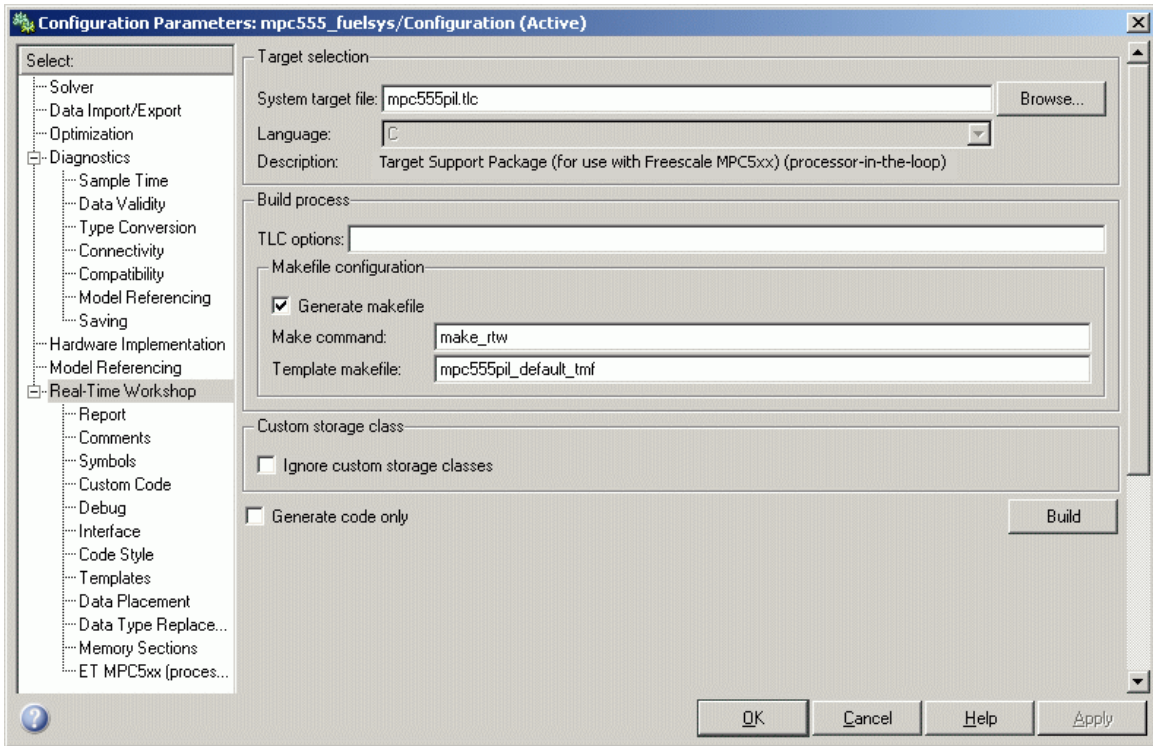 Configuration Parameters: mpc555_fuelsys/Configuration (Active)
Select:
Solver
Data Import/Export
Optimization
Diagnostics
Sample Time
Data Validity
Type Conversion
Connectivity
Compatibility
Model Referencing
Saving
Hardware Implementation
Model Referencing
Real-Time Workshop
Report
Comments
Symbols
Custom Code
Debug
Interface
Code Style
Templates
Data Placement
Data Type Replace...
Memory Sections
ET MPC5xx (proces...
Target selection
System target file: mpc555pil.tlc Browse...
Language: C
Description: Target Support Package (for use with Freescale MPC5xx) (processor-in-the-loop)
Build process
TLC options:
Makefile configuration
Generate makefile
Make command: make_rtw
Template makefile: mpc555pil_default_tmf
Custom storage class
Ignore custom storage classes
Generate code only Build
OK Cancel Help Apply